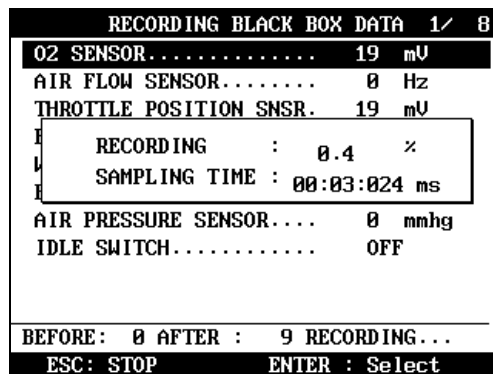 RECORDING BLACK BOX DATA 1/ 8
O2 SENSOR.............. 19 mV
AIR FLOW SENSOR........ 0 Hz
THROTTLE POSITION SNSR. 19 mV
RECORDING : 0.4 %
SAMPLING TIME : 00:03:024 ms
AIR PRESSURE SENSOR.... 0 mmhg
IDLE SWITCH............ OFF
BEFORE: 0 AFTER : 9 RECORDING...
ESC: STOP ENTER : Select